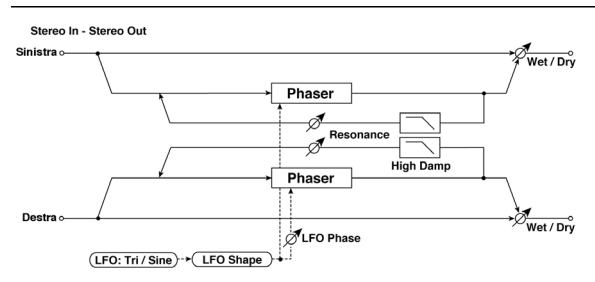 Stereo In - Stereo Out
Sinistra
Wet / Dry
Phaser
Resonance
High Damp
Phaser
Destra
Wet / Dry
LFO Phase
LFO: Tri / Sine
LFO Shape